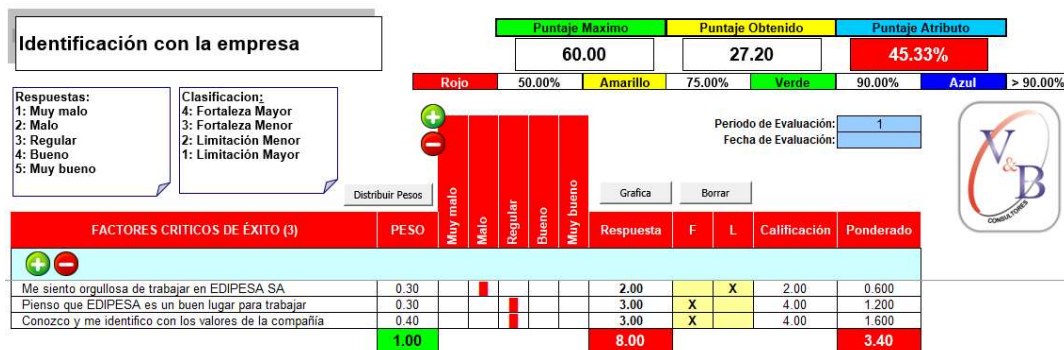 Identificación con la empresa
Puntaje Maximo Puntaje Obtenido Puntaje Atributo
60.00 27.20 45.33%
Rojo 50.00% Amarillo 75.00% Verde 90.00% Azul > 90.00%
Respuestas:
1: Muy malo
2: Malo
3: Regular
4: Bueno
5: Muy bueno
Clasificacion:
4: Fortaleza Mayor
3: Fortaleza Menor
2: Limitación Menor
1: Limitación Mayor
Periodo de Evaluación: 1
Fecha de Evaluación:
V&B
CONSULTORES
Distribuir Pesos Grafica Borrar
FACTORES CRITICOS DE ÉXITO (3) PESO Muy malo Malo Regular Bueno Muy bueno Respuesta F L Calificación Ponderado
Me siento orgullosa de trabajar en EDIPESA SA 0.30 2.00 X 2.00 0.600
Pienso que EDIPESA es un buen lugar para trabajar 0.30 3.00 X 4.00 1.200
Conozco y me identifico con los valores de la compañía 0.40 3.00 X 4.00 1.600
1.00 8.00 3.40